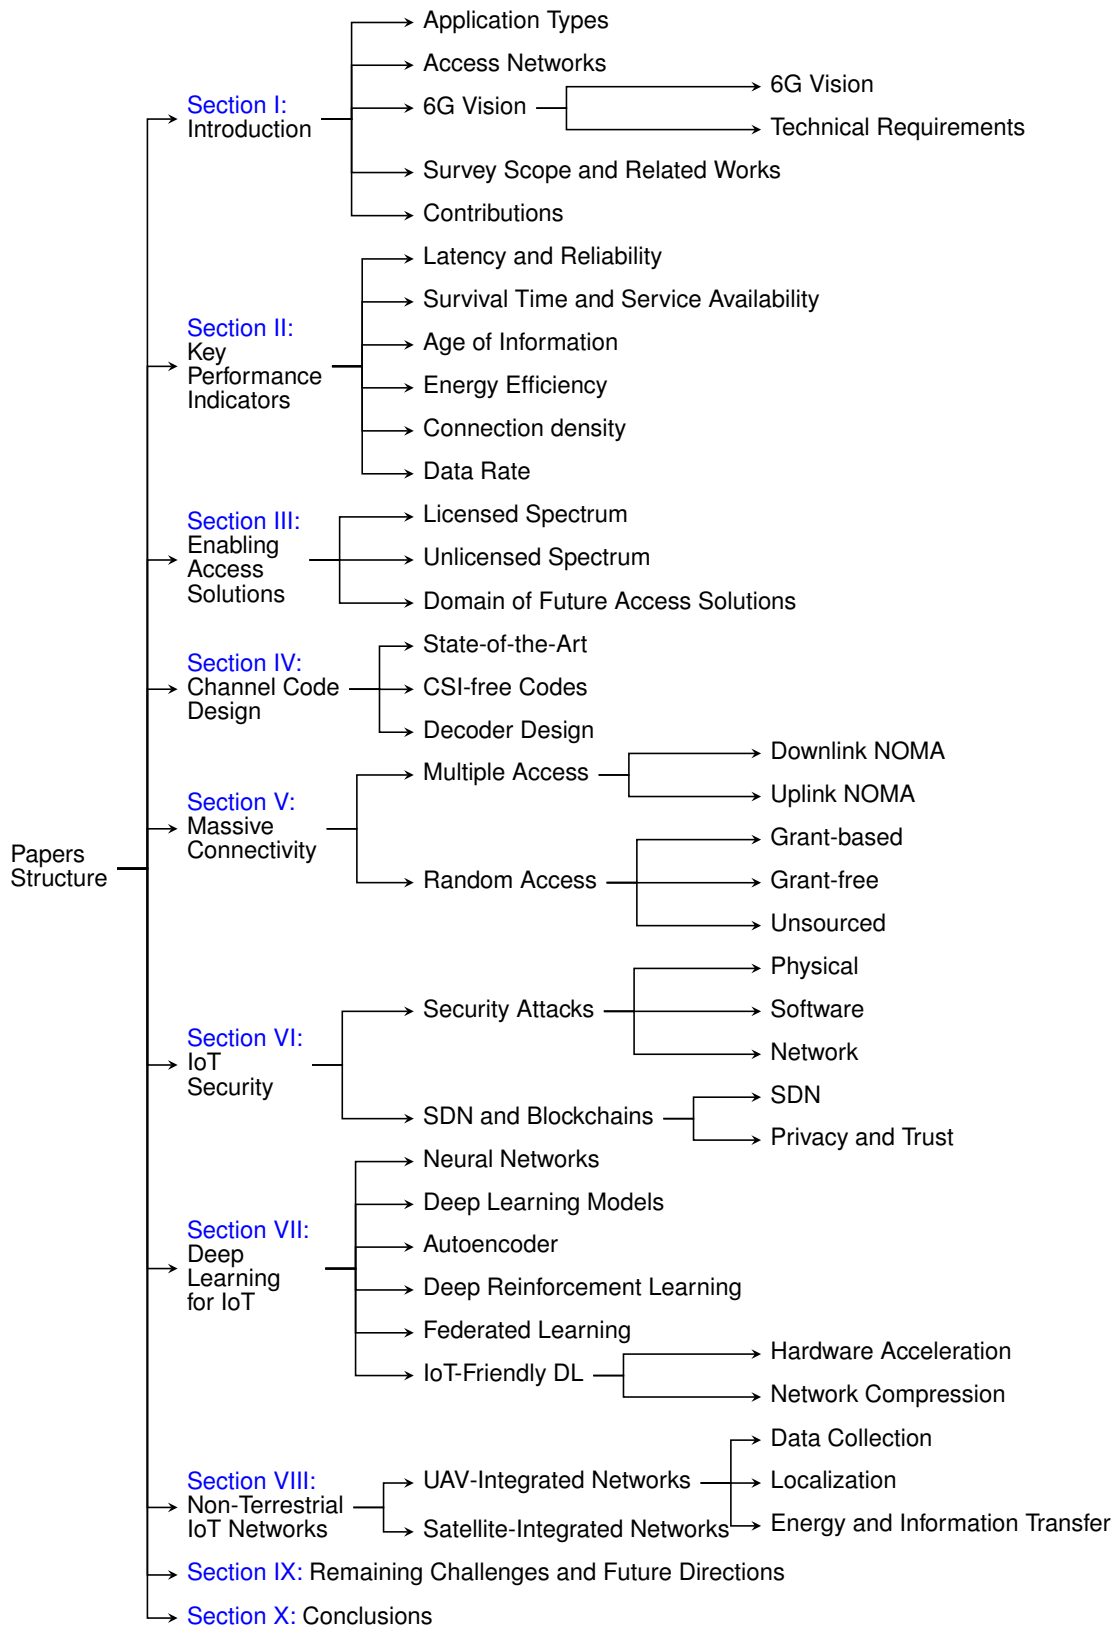 Papers
Structure
Section I:
Introduction
Application Types
Access Networks
6G Vision
6G Vision
Technical Requirements
Survey Scope and Related Works
Contributions
Section II:
Key
Performance
Indicators
Latency and Reliability
Survival Time and Service Availability
Age of Information
Energy Efficiency
Connection density
Data Rate
Section III:
Enabling
Access
Solutions
Licensed Spectrum
Unlicensed Spectrum
Domain of Future Access Solutions
Section IV:
Channel Code
Design
State-of-the-Art
CSI-free Codes
Decoder Design
Section V:
Massive
Connectivity
Multiple Access
Downlink NOMA
Uplink NOMA
Random Access
Grant-based
Grant-free
Unsourced
Section VI:
IoT
Security
Security Attacks
Physical
Software
Network
SDN and Blockchains
SDN
Privacy and Trust
Section VII:
Deep
Learning
for IoT
Neural Networks
Deep Learning Models
Autoencoder
Deep Reinforcement Learning
Federated Learning
IoT-Friendly DL
Hardware Acceleration
Network Compression
Section VIII:
Non-Terrestrial
IoT Networks
UAV-Integrated Networks
Data Collection
Localization
Energy and Information Transfer
Satellite-Integrated Networks
Section IX: Remaining Challenges and Future Directions
Section X: Conclusions